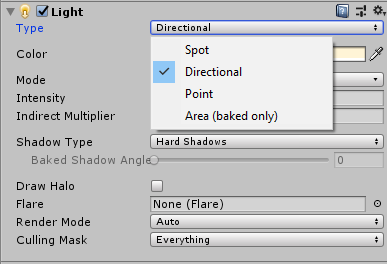 Light
Type Directional
Spot
Color
Directional
Mode
Point
Intensity
Indirect Multiplier
Area (baked only)
Shadow Type Hard Shadows
Baked Shadow Angle 0
Draw Halo
Flare None (Flare)
Render Mode Auto
Culling Mask Everything